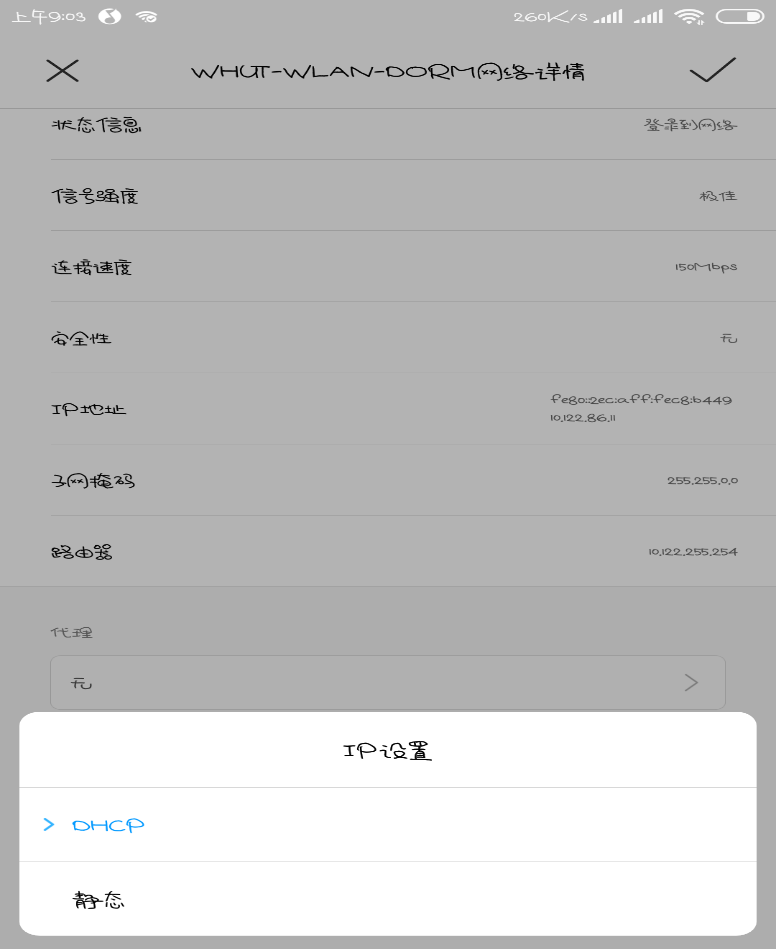 上午9:03 260K/s
WHUT-WLAN-DORM网络详情
状态信息 登录到网络
信号强度 极佳
连接速度 150Mbps
安全性 无
IP地址 fe80::2ec:aff:fec8:b449
10.122.86.11
子网掩码 255.255.0.0
路由器 10.122.255.254
代理
无
IP设置
DHCP
静态